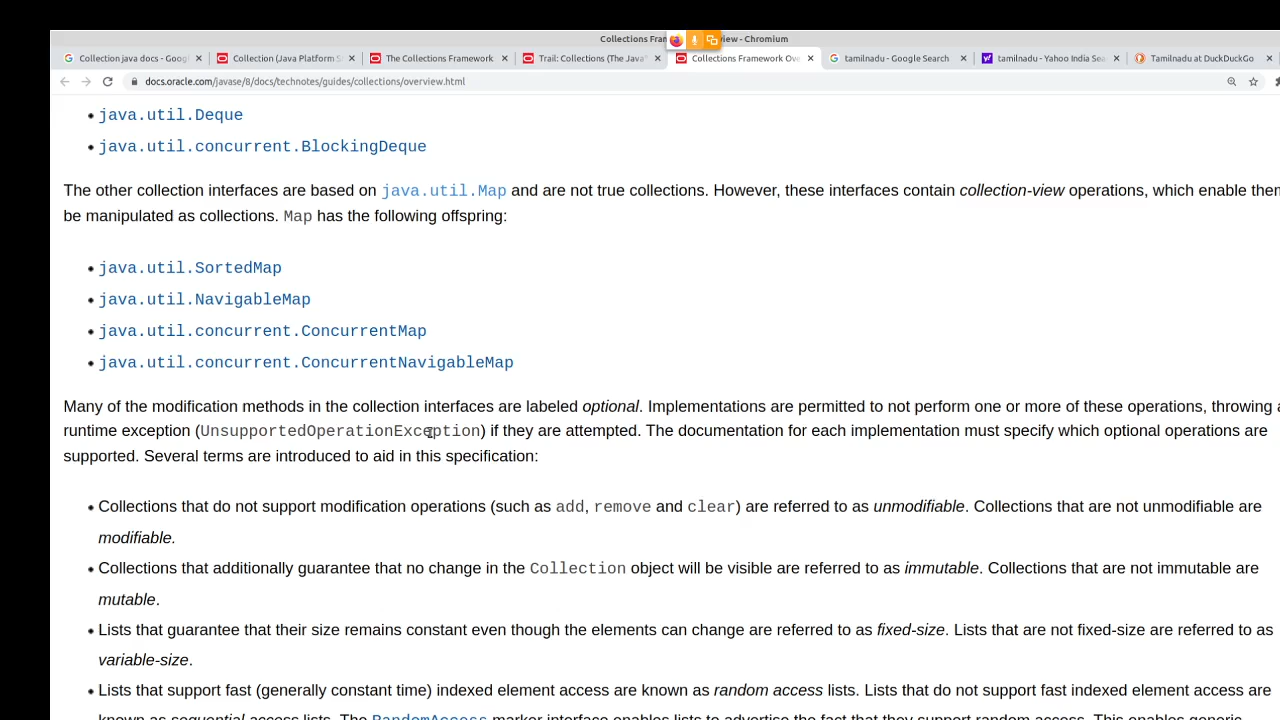 Collections Fran
view - Chromium
Collection java docs - Goog
Collection (Java Platform S
The Collections Framework
Trail: Collections (The Java™
Collections Framework Ove
tamilnadu - Google Search
tamilnadu - Yahoo India Sea
Tamilnadu at DuckDuckGo
docs.oracle.com/javase/8/docs/technotes/guides/collections/overview.html
java.util.Deque
java.util.concurrent.BlockingDeque
The other collection interfaces are based on java.util.Map and are not true collections. However, these interfaces contain collection-view operations, which enable them
be manipulated as collections. Map has the following offspring:
java.util.SortedMap
java.util.NavigableMap
java.util.concurrent.ConcurrentMap
java.util.concurrent.ConcurrentNavigableMap
Many of the modification methods in the collection interfaces are labeled optional. Implementations are permitted to not perform one or more of these operations, throwing a
runtime exception (UnsupportedOperationException) if they are attempted. The documentation for each implementation must specify which optional operations are
supported. Several terms are introduced to aid in this specification:
Collections that do not support modification operations (such as add, remove and clear) are referred to as unmodifiable. Collections that are not unmodifiable are
modifiable.
Collections that additionally guarantee that no change in the Collection object will be visible are referred to as immutable. Collections that are not immutable are
mutable.
Lists that guarantee that their size remains constant even though the elements can change are referred to as fixed-size. Lists that are not fixed-size are referred to as
variable-size.
Lists that support fast (generally constant time) indexed element access are known as random access lists. Lists that do not support fast indexed element access are
known as sequential access lists. The RandomAccess marker interface enables lists to advertise the fact that they support random access. This enables generic